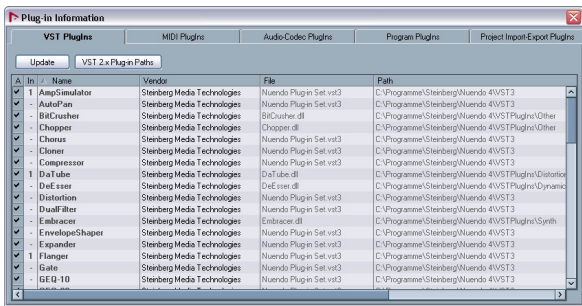 Plug-in Information
VST PlugIns MIDI PlugIns Audio-Codec PlugIns Program PlugIns Project Import-Export PlugIns
Update VST 2.x Plug-in Paths
A In Name Vendor File Path
1 AmpSimulator Steinberg Media Technologies Nuendo Plug-in Set.vst3 C:\Programme\Steinberg\Nuendo 4\VST3
- AutoPan Steinberg Media Technologies Nuendo Plug-in Set.vst3 C:\Programme\Steinberg\Nuendo 4\VST3
- BitCrusher Steinberg Media Technologies BitCrusher.dll C:\Programme\Steinberg\Nuendo 4\VSTPlugIns\Other
- Chopper Steinberg Media Technologies Chopper.dll C:\Programme\Steinberg\Nuendo 4\VSTPlugIns\Other
- Chorus Steinberg Media Technologies Nuendo Plug-in Set.vst3 C:\Programme\Steinberg\Nuendo 4\VST3
- Cloner Steinberg Media Technologies Nuendo Plug-in Set.vst3 C:\Programme\Steinberg\Nuendo 4\VST3
- Compressor Steinberg Media Technologies Nuendo Plug-in Set.vst3 C:\Programme\Steinberg\Nuendo 4\VST3
1 DaTube Steinberg Media Technologies DaTube.dll C:\Programme\Steinberg\Nuendo 4\VSTPlugIns\Distortion
- DeEsser Steinberg Media Technologies DeEsser.dll C:\Programme\Steinberg\Nuendo 4\VSTPlugIns\Dynamic
- Distortion Steinberg Media Technologies Nuendo Plug-in Set.vst3 C:\Programme\Steinberg\Nuendo 4\VST3
- DualFilter Steinberg Media Technologies Nuendo Plug-in Set.vst3 C:\Programme\Steinberg\Nuendo 4\VST3
- Embracer Steinberg Media Technologies Embracer.dll C:\Programme\Steinberg\Nuendo 4\VSTPlugIns\Synth
- EnvelopeShaper Steinberg Media Technologies Nuendo Plug-in Set.vst3 C:\Programme\Steinberg\Nuendo 4\VST3
- Expander Steinberg Media Technologies Nuendo Plug-in Set.vst3 C:\Programme\Steinberg\Nuendo 4\VST3
1 Flanger Steinberg Media Technologies Nuendo Plug-in Set.vst3 C:\Programme\Steinberg\Nuendo 4\VST3
- Gate Steinberg Media Technologies Nuendo Plug-in Set.vst3 C:\Programme\Steinberg\Nuendo 4\VST3
- GEQ-10 Steinberg Media Technologies Nuendo Plug-in Set.vst3 C:\Programme\Steinberg\Nuendo 4\VST3